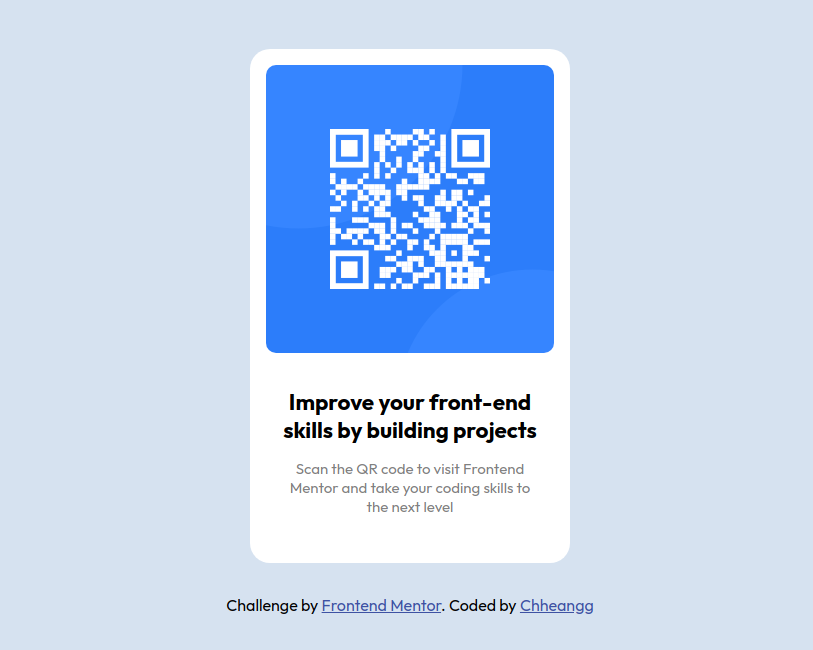 Improve your front-end
skills by building projects
Scan the QR code to visit Frontend
Mentor and take your coding skills to
the next level
Challenge by Frontend Mentor. Coded by Chheangg